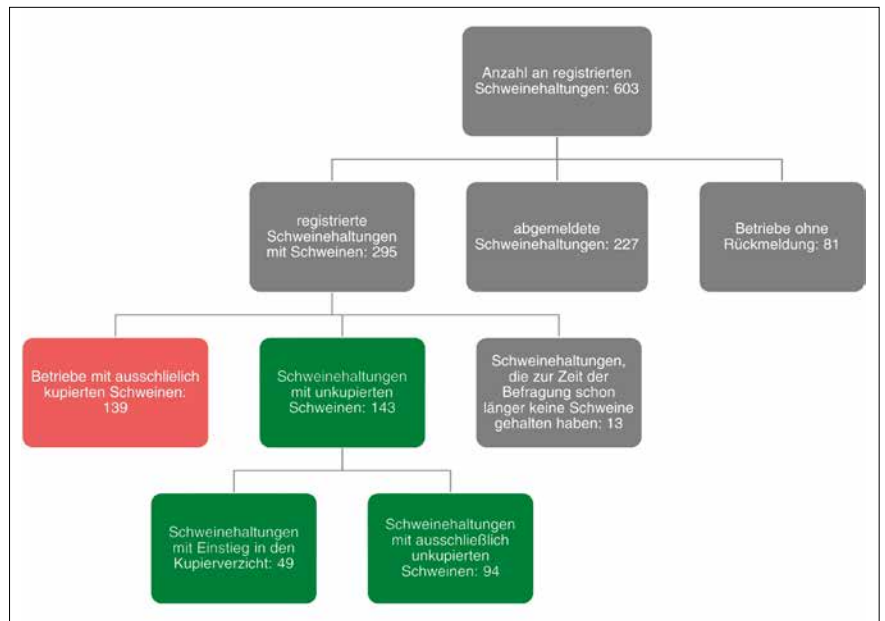 Anzahl an registrierten
Schweinehaltungen: 603
registrierte
Schweinehaltungen
mit Schweinen: 295
abgemeldete
Schweinehaltungen: 227
Betriebe ohne
Rückmeldung: 81
Betriebe mit ausschlielich
kupierten Schweinen:
139
Schweinehaltungen
mit unkupierten
Schweinen: 143
Schweinehaltungen,
die zur Zeit der
Befragung schon
länger keine Schweine
gehalten haben: 13
Schweinehaltungen
mit Einstieg in den
Kupierverzicht: 49
Schweinehaltungen
mit ausschließlich
unkupierten
Schweinen: 94